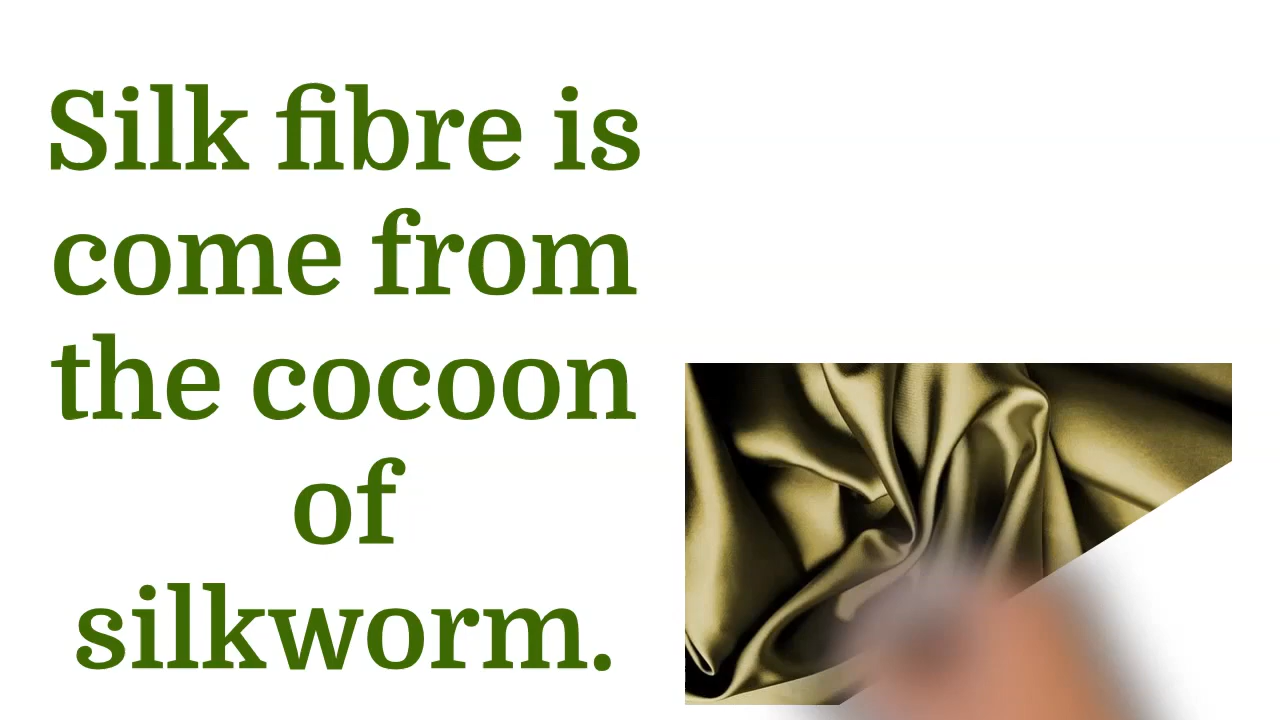 Silk fibre is
come from
the cocoon
of
silkworm.